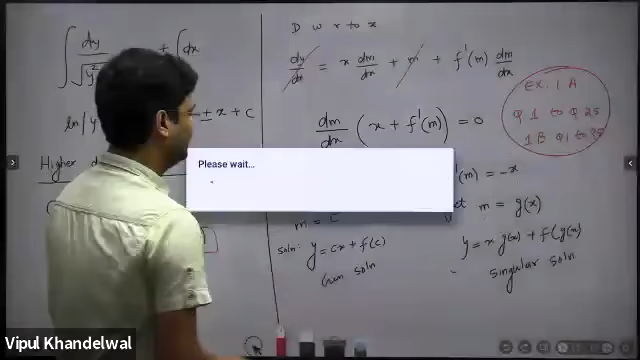 ∫ dy/√y² ± ∫ dx
ln|y ± x + c
Higher
D w r to x
dy/dx = x dm/dx + m + f'(m) dm/dx
dm/dx (x + f'(m)) = 0
EX. 1 A
Q 1 to Q 25
1B Q1 to
Please wait...
'(m) = -x
m = g(x)
m = c
soln: y = cx + f(c)
Gen soln
y = x g(x) + f(g(x)
singular soln
Vipul Khandelwal